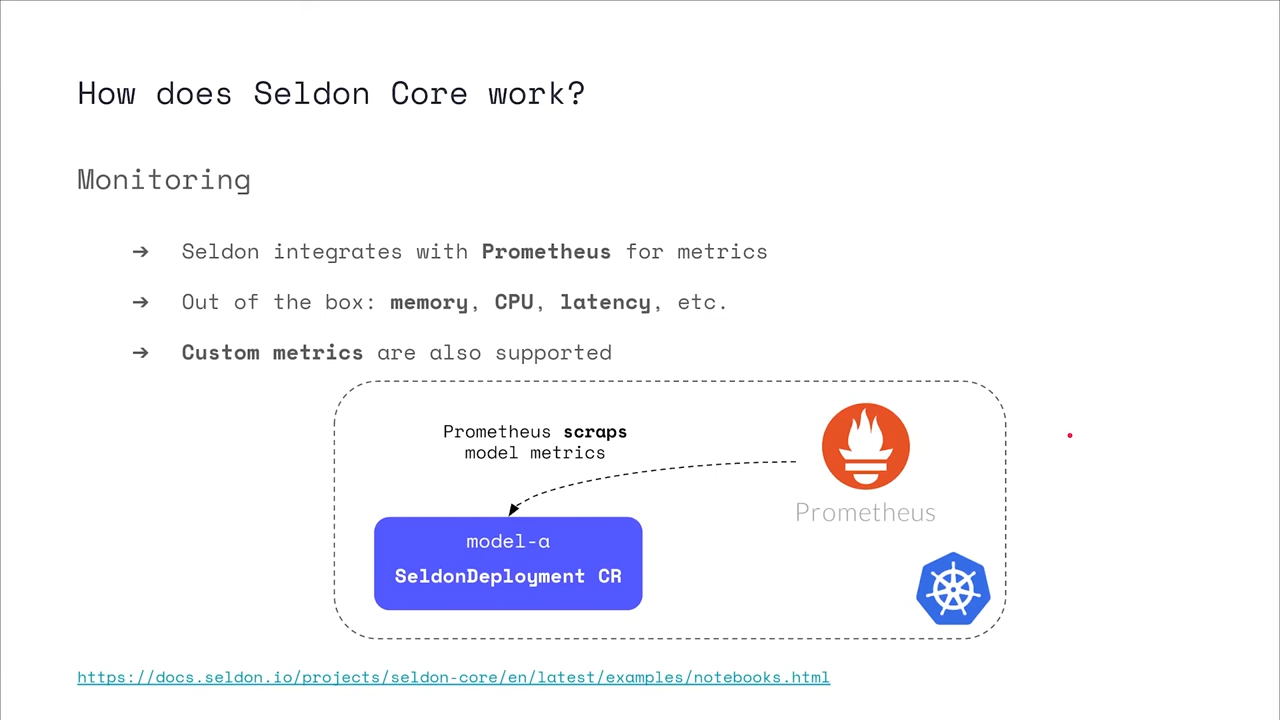 How does Seldon Core work?
Monitoring
➔ Seldon integrates with Prometheus for metrics
➔ Out of the box: memory, CPU, latency, etc.
➔ Custom metrics are also supported
Prometheus scraps
model metrics
Prometheus
model-a
SeldonDeployment CR
https://docs.seldon.io/projects/seldon-core/en/latest/examples/notebooks.html